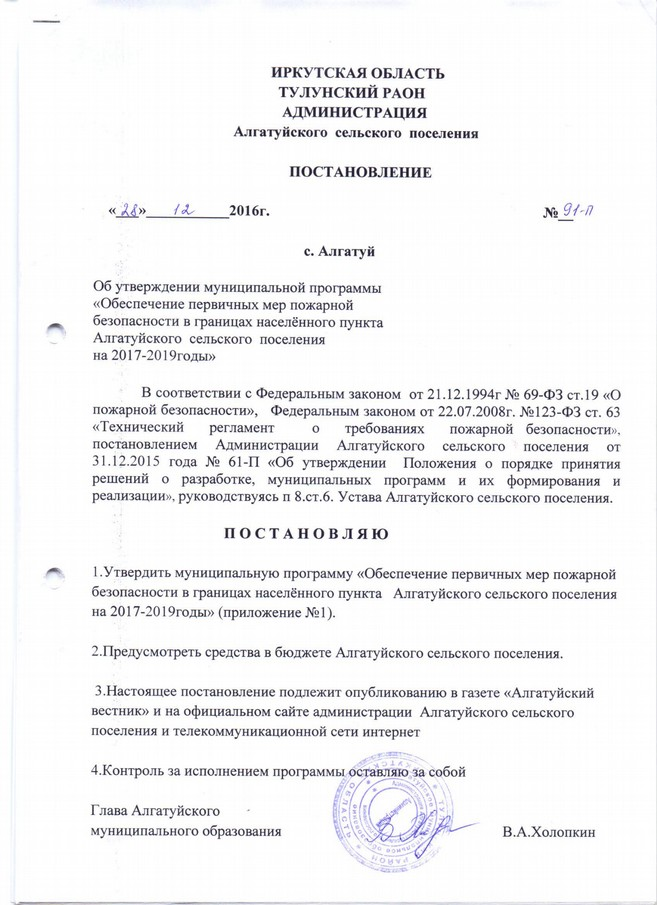 ИРКУТСКАЯ ОБЛАСТЬ
ТУЛУНСКИЙ РАОН
АДМИНИСТРАЦИЯ
Алгатуйского сельского поселения
ПОСТАНОВЛЕНИЕ
«28» 12 2016г.
№ 91-П
с. Алгатуй
Об утверждении муниципальной программы
«Обеспечение первичных мер пожарной
безопасности в границах населённого пункта
Алгатуйского сельского поселения
на 2017-2019годы»
В соответствии с Федеральным законом от 21.12.1994г № 69-ФЗ ст.19 «О
пожарной безопасности», Федеральным законом от 22.07.2008г. №123-ФЗ ст. 63
«Технический регламент о требованиях пожарной безопасности»,
постановлением Администрации Алгатуйского сельского поселения от
31.12.2015 года № 61-П «Об утверждении Положения о порядке принятия
решений о разработке, муниципальных программ и их формирования и
реализации», руководствуясь п 8.ст.6. Устава Алгатуйского сельского поселения.
П О С Т А Н О В Л Я Ю
1.Утвердить муниципальную программу «Обеспечение первичных мер пожарной
безопасности в границах населённого пункта Алгатуйского сельского поселения
на 2017-2019годы» (приложение №1).
2.Предусмотреть средства в бюджете Алгатуйского сельского поселения.
3.Настоящее постановление подлежит опубликованию в газете «Алгатуйский
вестник» и на официальном сайте администрации Алгатуйского сельского
поселения и телекоммуникационной сети интернет
4.Контроль за исполнением программы оставляю за собой
Глава Алгатуйского
муниципального образования
В.А.Холопкин